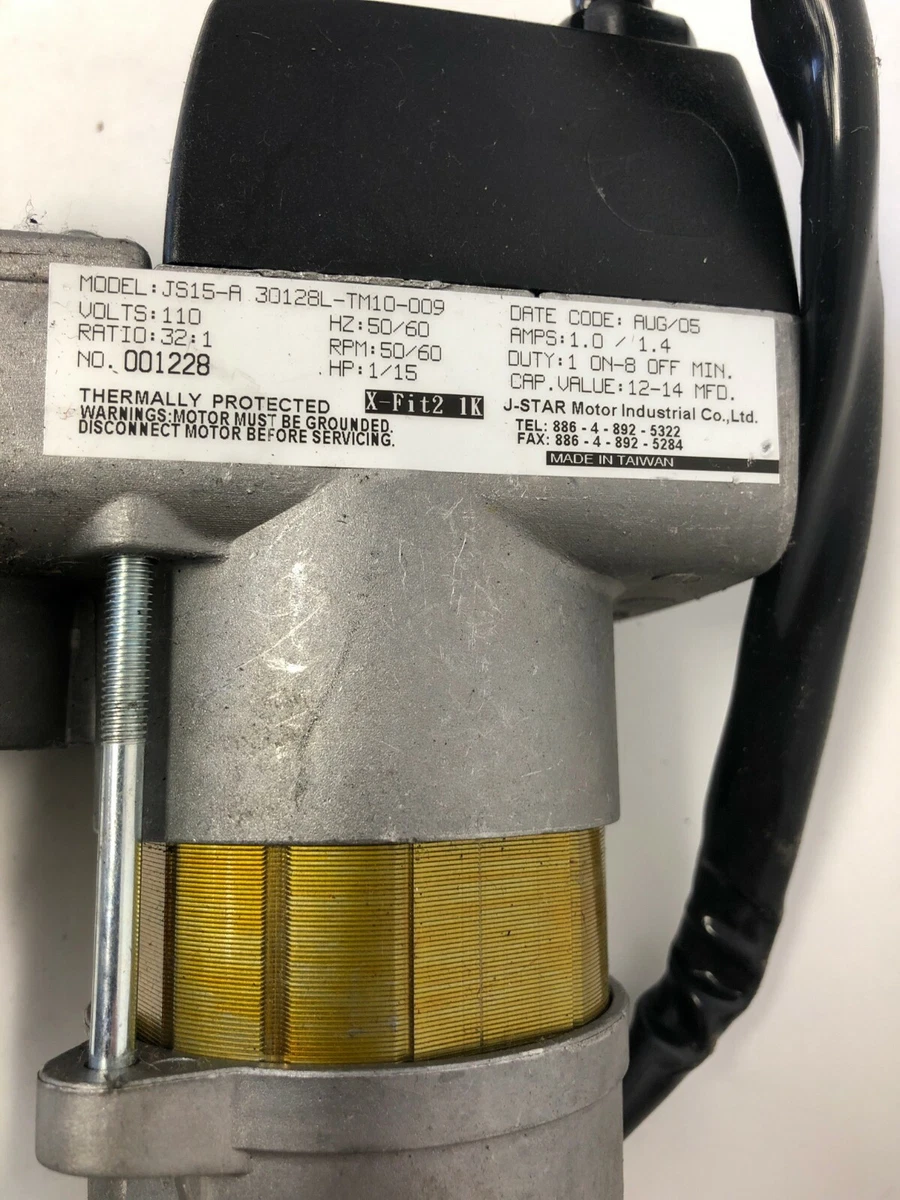 MODEL:JS15-A 30128L-TM10-009
VOLTS:110
HZ:50/60
RATIO:32:1
RPM:50/60
NO. 001228
HP:1/15
DATE CODE: AUG/05
AMPS:1.0 / 1.4
DUTY:1 ON-8 OFF MIN.
CAP.VALUE:12-14 MFD.
THERMALLY PROTECTED X-Fit2 1K
WARNINGS:MOTOR MUST BE GROUNDED.
DISCONNECT MOTOR BEFORE SERVICING.
J-STAR Motor Industrial Co.,Ltd.
TEL: 886 - 4 - 892 - 5322
FAX: 886 - 4 - 892 - 5284
MADE IN TAIWAN